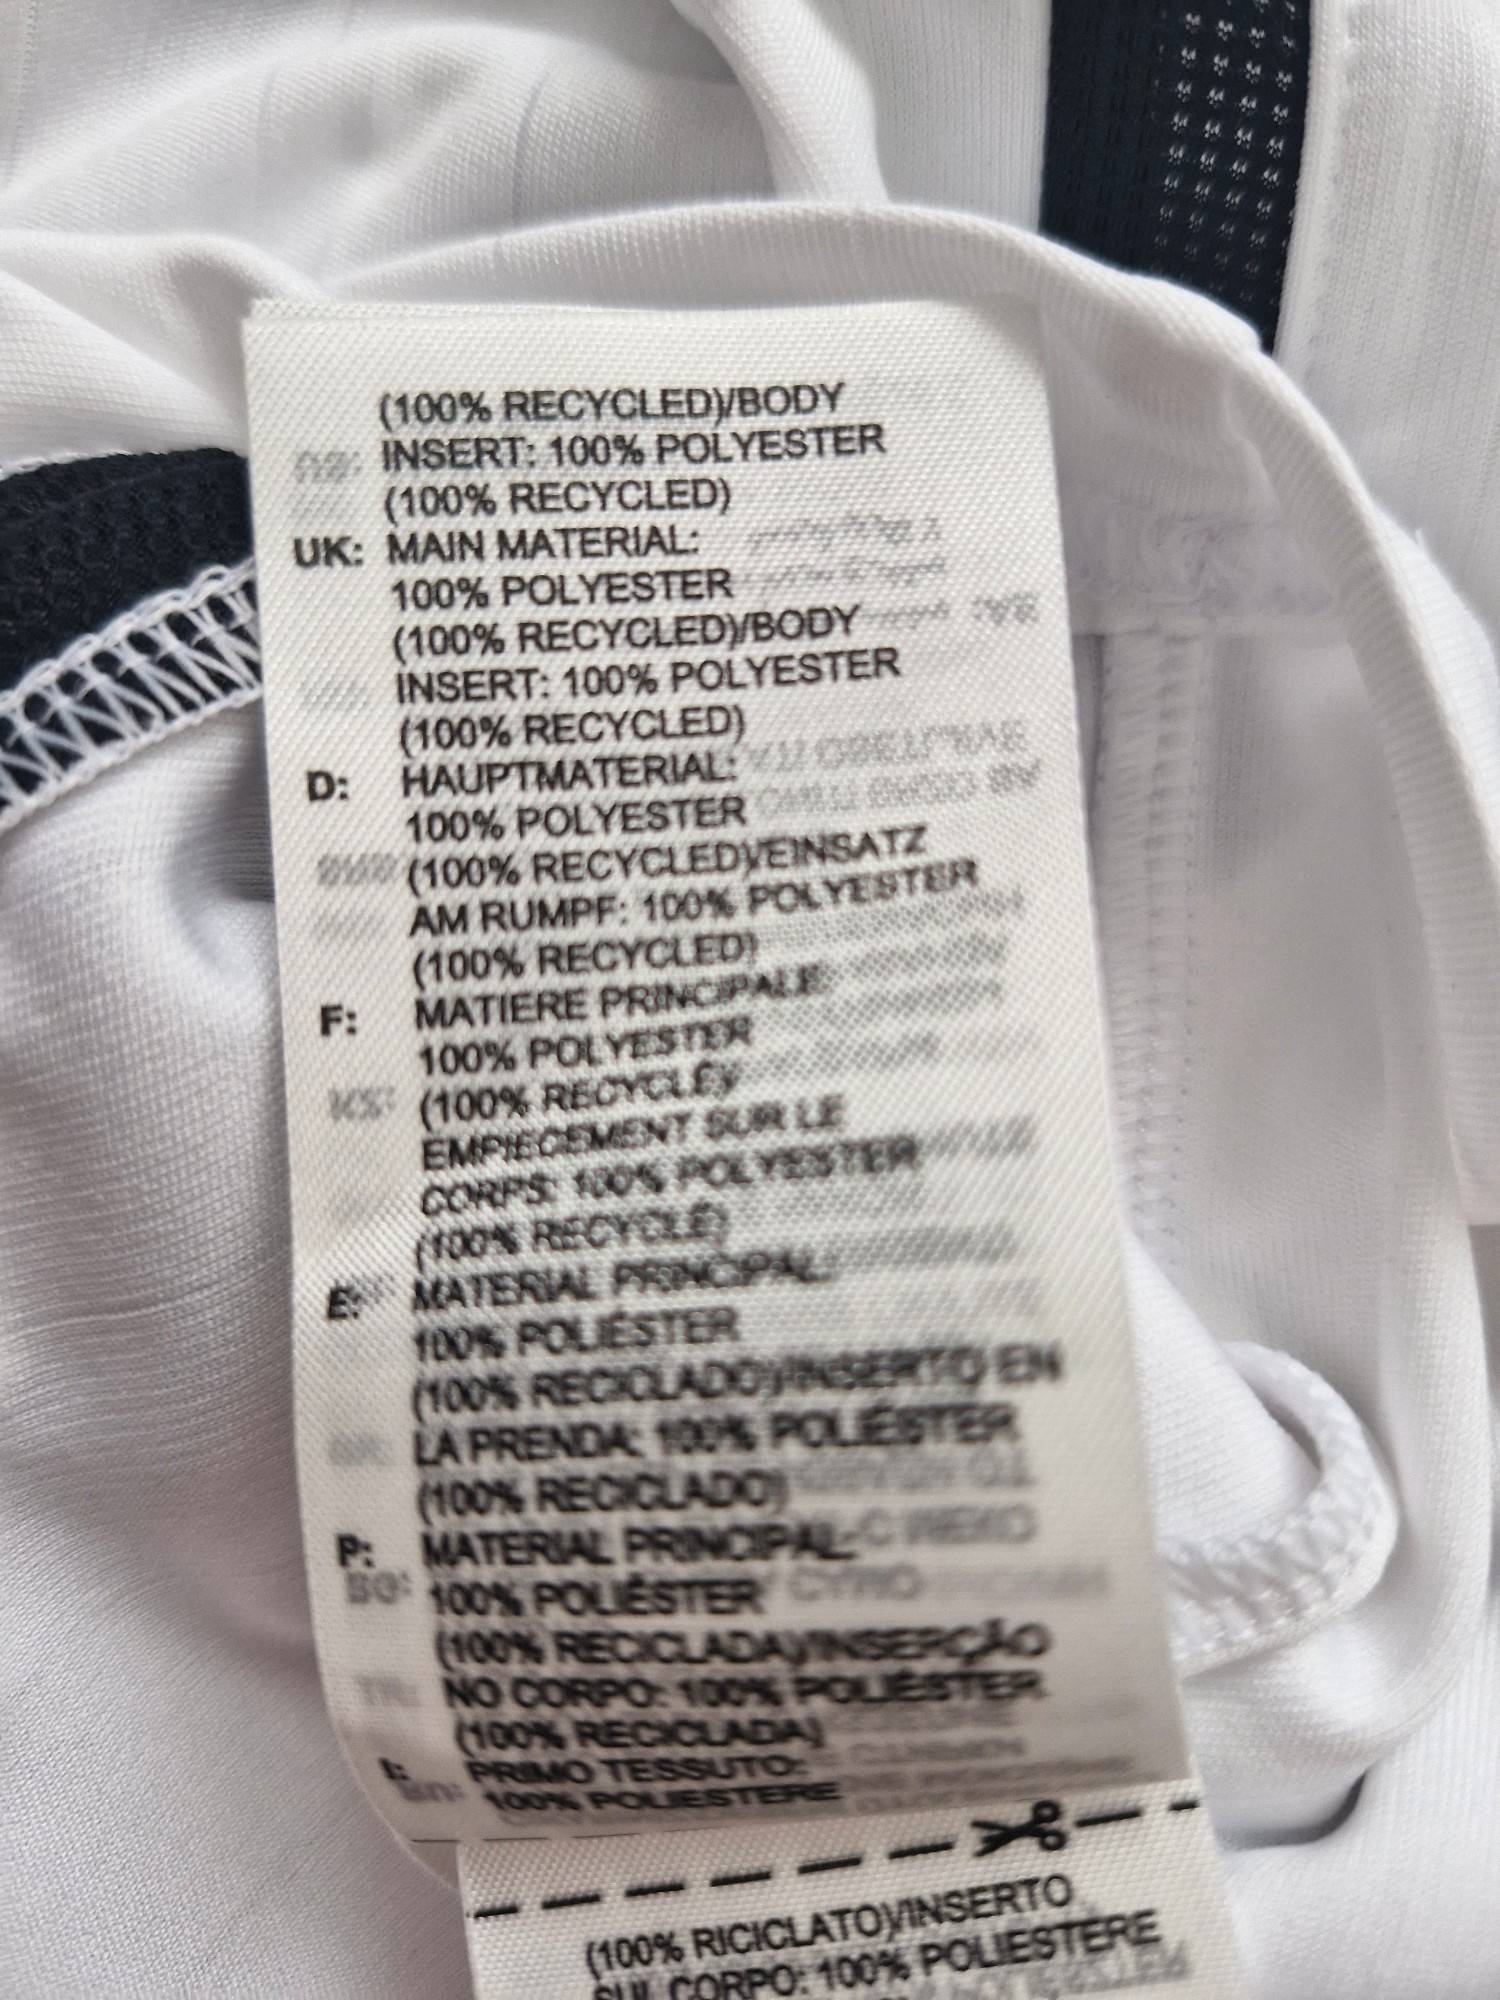 (100% RECYCLED)/BODY
INSERT: 100% POLYESTER
(100% RECYCLED)
UK: MAIN MATERIAL:
100% POLYESTER
(100% RECYCLED)/BODY
INSERT: 100% POLYESTER
(100% RECYCLED)
D: HAUPTMATERIAL:
100% POLYESTER
(100% RECYCLED)/EINSATZ
AM RUMPF: 100% POLYESTER
(100% RECYCLED)
F: MATIERE PRINCIPALE:
100% POLYESTER
(100% RECYCLÉ)/
EMPIECEMENT SUR LE
CORPS: 100% POLYESTER
(100% RECYCLÉ)
E: MATERIAL PRINCIPAL:
100% POLIÉSTER
(100% RECICLADO)/INSERTO EN
LA PRENDA: 100% POLIÉSTER
(100% RECICLADO)
P: MATERIAL PRINCIPAL:
100% POLIÉSTER
(100% RECICLADA)/INSERÇÃO
NO CORPO: 100% POLIÉSTER
(100% RECICLADA)
I: PRIMO TESSUTO:
100% POLIESTERE
(100% RICICLATO)/INSERTO
SUL CORPO: 100% POLIESTERE